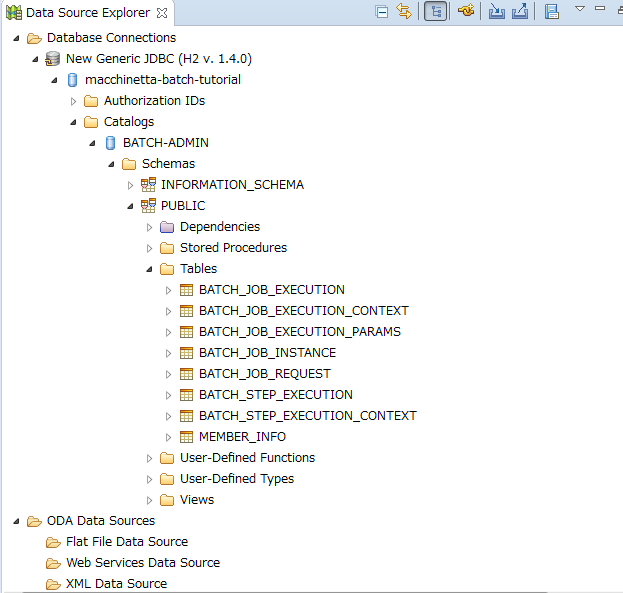 Data Source Explorer
Database Connections
New Generic JDBC (H2 v. 1.4.0)
macchinetta-batch-tutorial
Authorization IDs
Catalogs
BATCH-ADMIN
Schemas
INFORMATION_SCHEMA
PUBLIC
Dependencies
Stored Procedures
Tables
BATCH_JOB_EXECUTION
BATCH_JOB_EXECUTION_CONTEXT
BATCH_JOB_EXECUTION_PARAMS
BATCH_JOB_INSTANCE
BATCH_JOB_REQUEST
BATCH_STEP_EXECUTION
BATCH_STEP_EXECUTION_CONTEXT
MEMBER_INFO
User-Defined Functions
User-Defined Types
Views
ODA Data Sources
Flat File Data Source
Web Services Data Source
XML Data Source